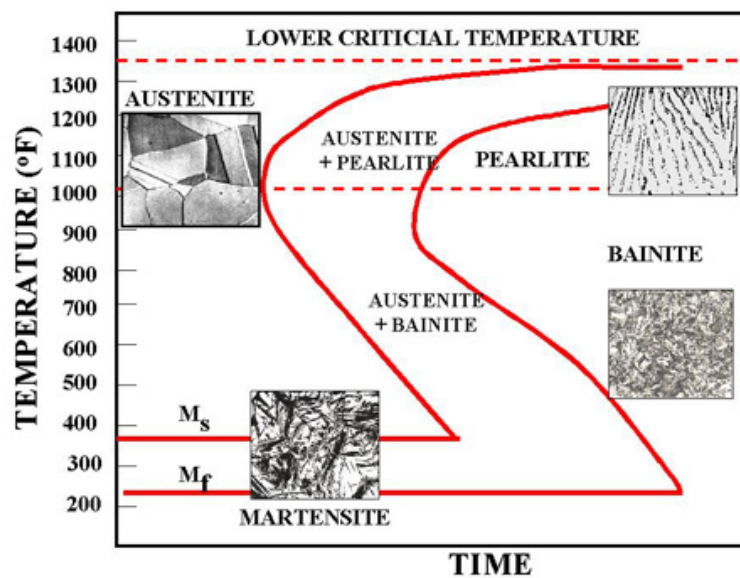 LOWER CRITICIAL TEMPERATURE
1400
1300
1200
1100
1000
900
800
700
600
500
400
300
200
TEMPERATURE (ºF)
AUSTENITE
AUSTENITE
+ PEARLITE
PEARLITE
BAINITE
AUSTENITE
+ BAINITE
Ms
Mf
MARTENSITE
TIME